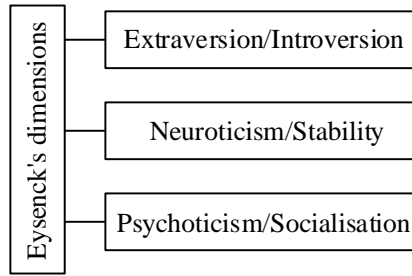 Eysenck's dimensions
Extraversion/Introversion
Neuroticism/Stability
Psychoticism/Socialisation